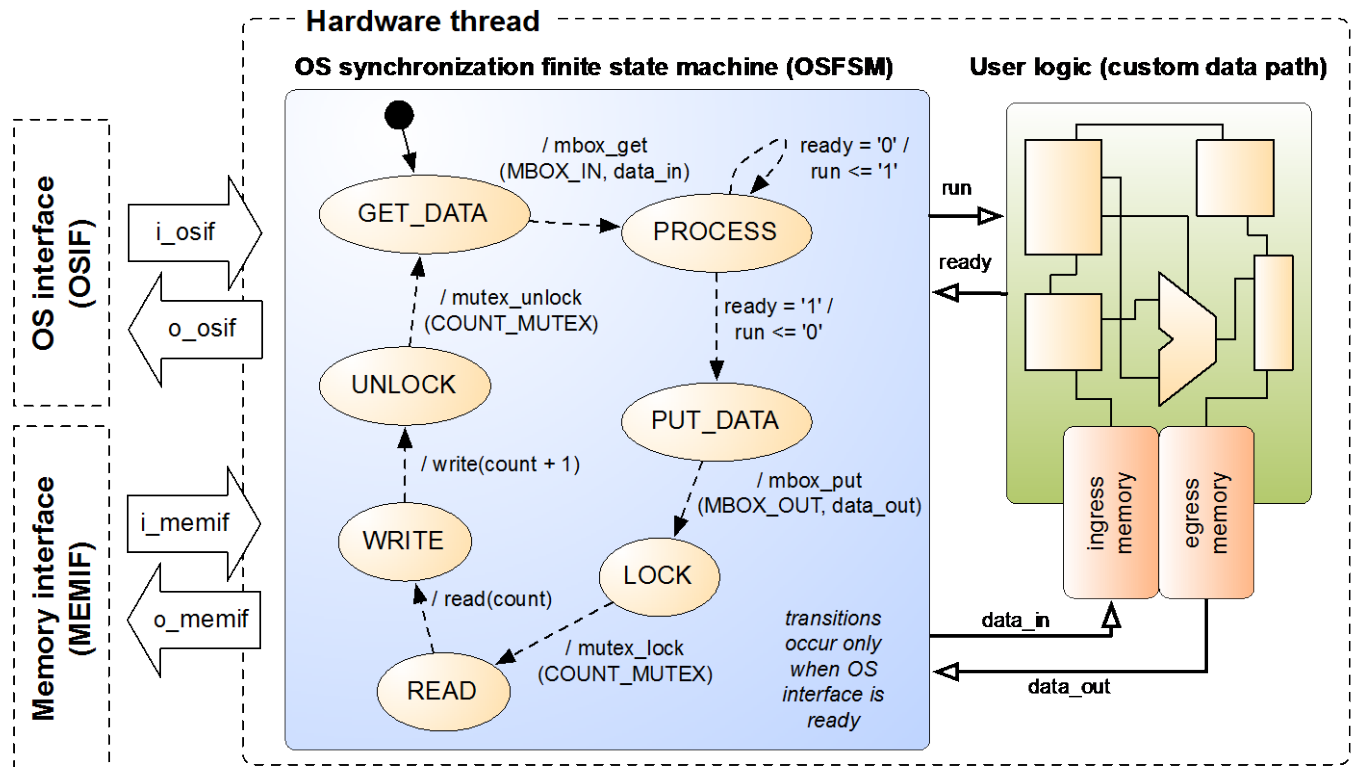 Hardware thread
OS synchronization finite state machine (OSFSM)
User logic (custom data path)
OS interface
(OSIF)
i_osif
o_osif
Memory interface
(MEMIF)
i_memif
o_memif
/ mbox_get
(MBOX_IN, data_in)
ready = '0' /
run <= '1'
GET_DATA
PROCESS
/ mutex_unlock
(COUNT_MUTEX)
ready = '1' /
run <= '0'
UNLOCK
PUT_DATA
/ write(count + 1)
/ mbox_put
(MBOX_OUT, data_out)
WRITE
LOCK
/ read(count)
/ mutex_lock
(COUNT_MUTEX)
READ
transitions
occur only
when OS
interface is
ready
run
ready
ingress
memory
egress
memory
data_in
data_out